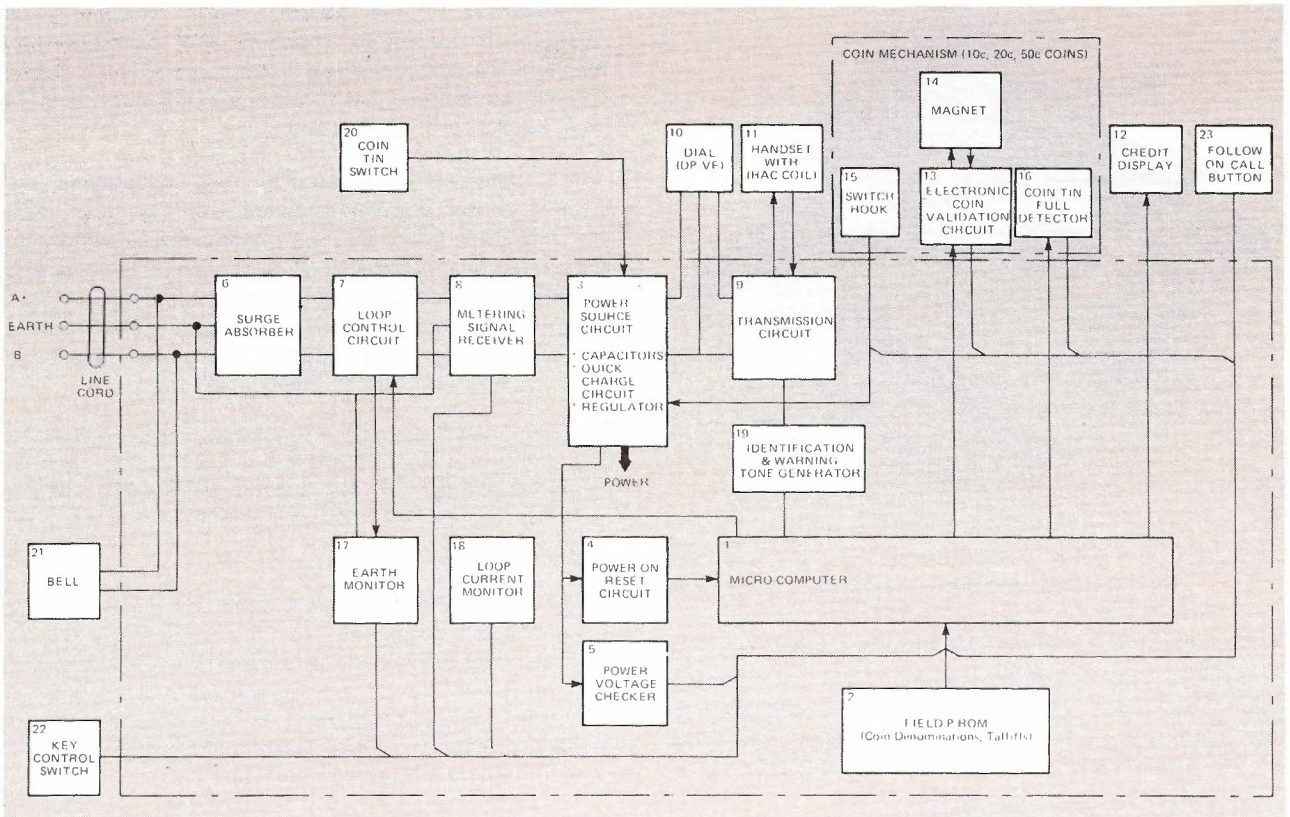 COIN MECHANISM (10c, 20c, 50c COINS)
14
MAGNET
20
COIN
TIN
SWITCH
10
DIAL
(DP VF)
11
HANDSET
WITH
(HAC COIL)
15
SWITCH
HOOK
13
ELECTRONIC
COIN
VALIDATION
CIRCUIT
16
COIN TIN
FULL
DETECTOR
12
CREDIT
DISPLAY
23
FOLLOW
ON CALL
BUTTON
A+
EARTH
B
LINE
CORD
6
SURGE
ABSORBER
7
LOOP
CONTROL
CIRCUIT
8
METERING
SIGNAL
RECEIVER
3
POWER
SOURCE
CIRCUIT
* CAPACITORS
* QUICK
CHARGE
CIRCUIT
* REGULATOR
POWER
9
TRANSMISSION
CIRCUIT
19
IDENTIFICATION
& WARNING
TONE GENERATOR
21
BELL
17
EARTH
MONITOR
18
LOOP
CURRENT
MONITOR
4
POWER ON
RESET
CIRCUIT
1
MICRO COMPUTER
5
POWER
VOLTAGE
CHECKER
22
KEY
CONTROL
SWITCH
2
FIELD P ROM
(Coin Denominations, Tariffs)